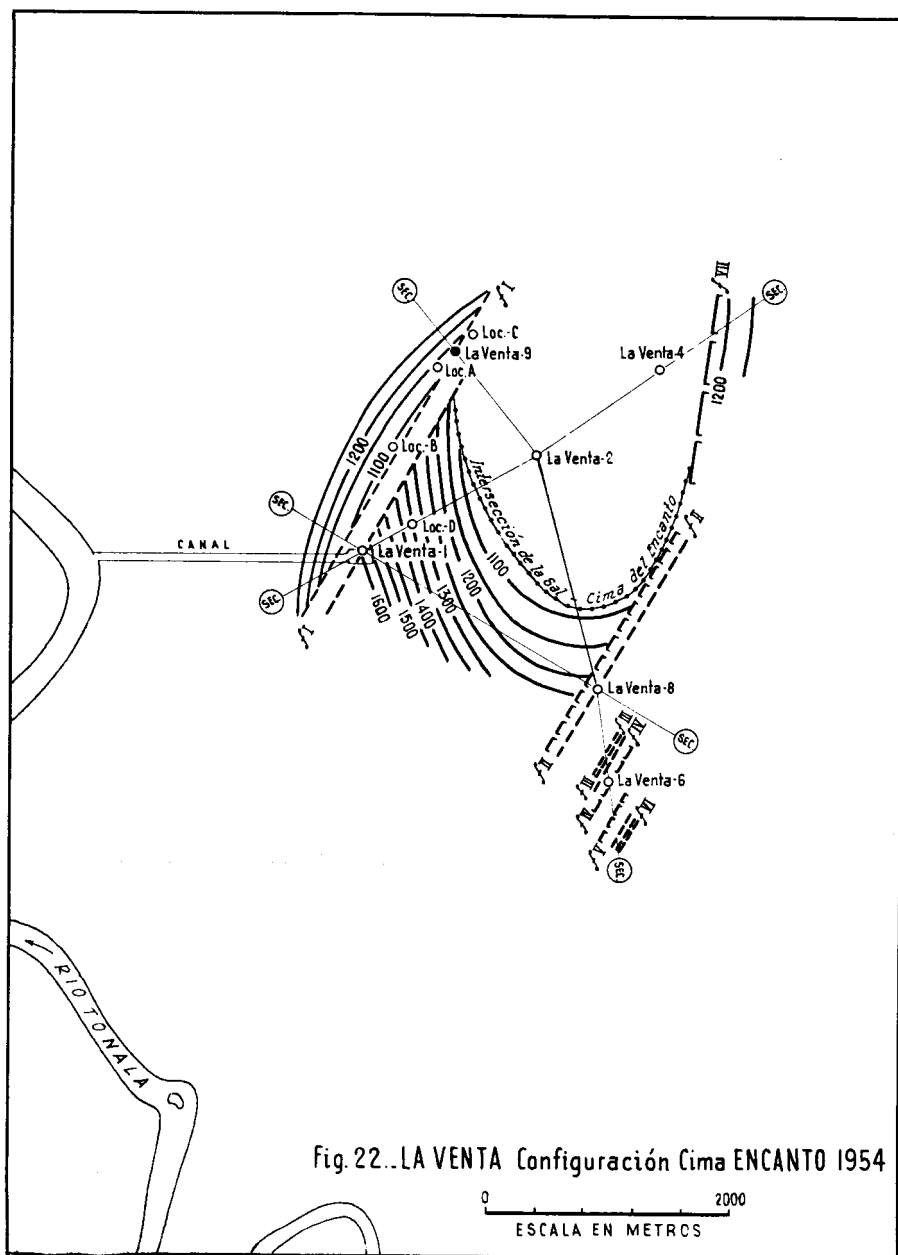 f I
f VII
SEC
SEC
Loc.-C
La Venta-9
Loc. A
La Venta-4
1200
1200
1100
Loc.-B
La Venta-2
Intersección de la Sal - Cima del Encanto
SEC
f II
Loc.-D
CANAL
La Venta-1
1100
SEC
1200
1300
1400
1500
1600
f I
La Venta-8
SEC
f II
f III
f IV
La Venta-6
f III
f IV
f VI
f V
SEC
RIO TONALA
Fig. 22.. LA VENTA Configuración Cima ENCANTO 1954
0 2000
ESCALA EN METROS